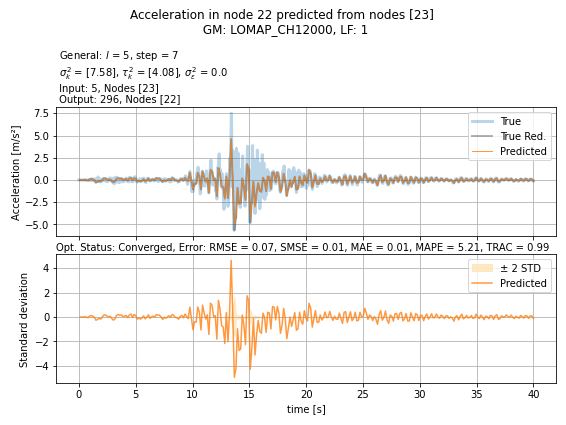 Acceleration in node 22 predicted from nodes [23]
GM: LOMAP_CH12000, LF: 1
General: l = 5, step = 7
σ²ₖ = [7.58], τ²ₖ = [4.08], σ²ε = 0.0
Input: 5, Nodes [23]
Output: 296, Nodes [22]
Acceleration [m/s²]
7.5
5.0
2.5
0.0
−2.5
−5.0
True
True Red.
Predicted
Opt. Status: Converged, Error: RMSE = 0.07, SMSE = 0.01, MAE = 0.01, MAPE = 5.21, TRAC = 0.99
Standard deviation
4
2
0
−2
−4
± 2 STD
Predicted
0 5 10 15 20 25 30 35 40
time [s]